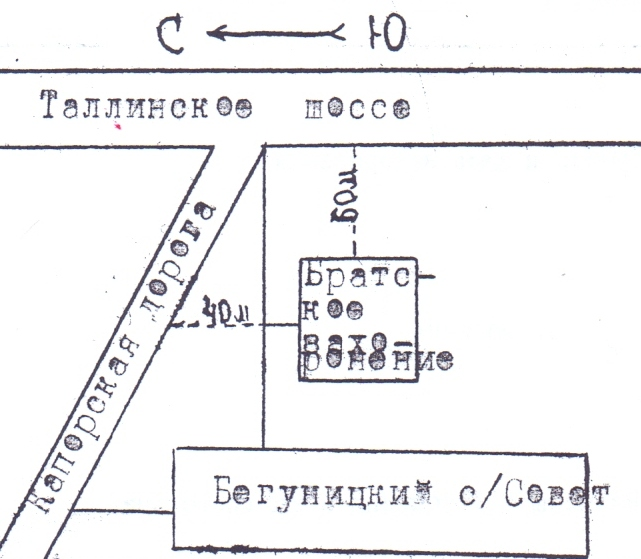 С Ю
Таллинское шоссе
60м
Братс
кое
захо-
ронение
40м
Капорская дорога
Бегуницкий с/Совет